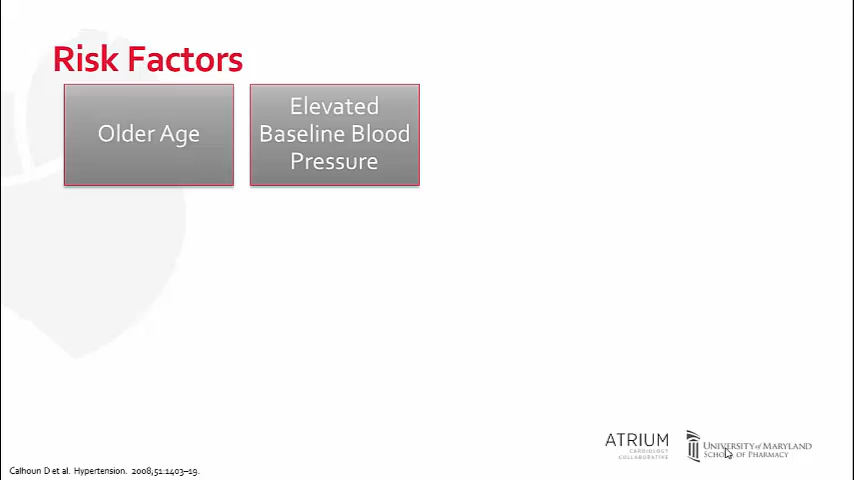 Risk Factors
Older Age
Elevated
Baseline Blood
Pressure
ATRIUM
CARDIOLOGY
COLLABORATIVE
UNIVERSITY of MARYLAND
SCHOOL OF PHARMACY
Calhoun D et al. Hypertension. 2008;51:1403–19.